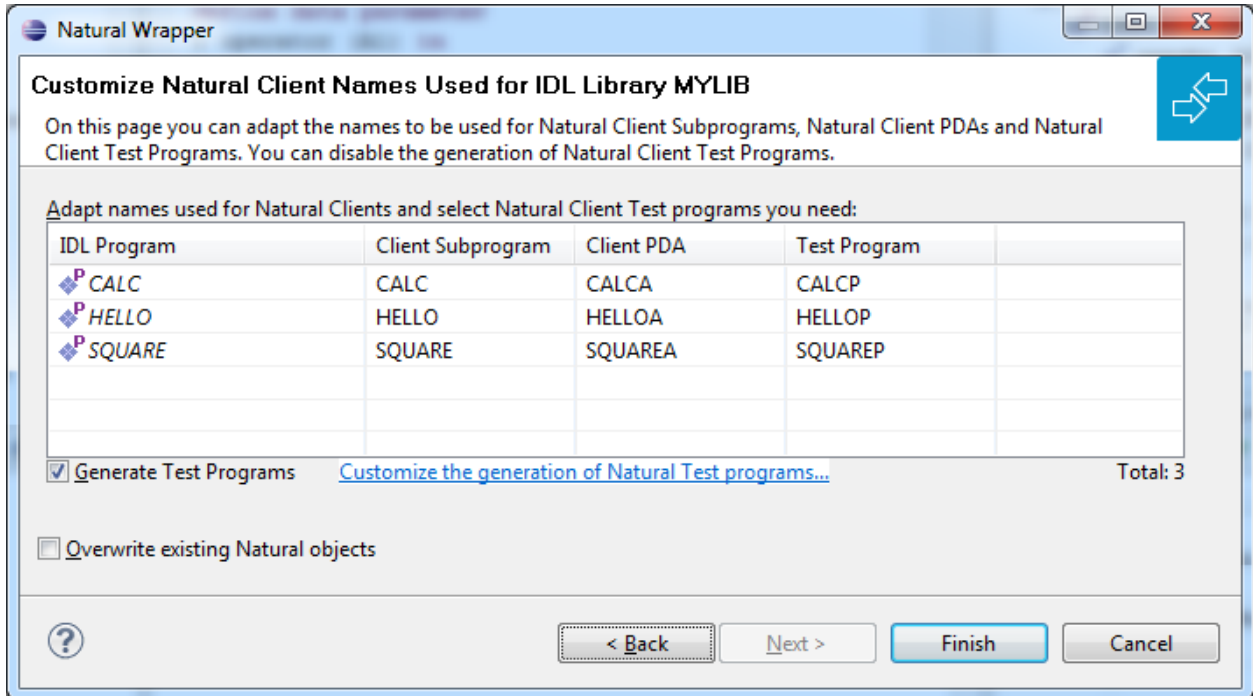 Natural Wrapper
Customize Natural Client Names Used for IDL Library MYLIB
On this page you can adapt the names to be used for Natural Client Subprograms, Natural Client PDAs and Natural
Client Test Programs. You can disable the generation of Natural Client Test Programs.
Adapt names used for Natural Clients and select Natural Client Test programs you need:
IDL Program Client Subprogram Client PDA Test Program
P CALC CALC CALCA CALCP
P HELLO HELLO HELLOA HELLOP
P SQUARE SQUARE SQUAREA SQUAREP
Generate Test Programs Customize the generation of Natural Test programs... Total: 3
Overwrite existing Natural objects
? < Back Next > Finish Cancel